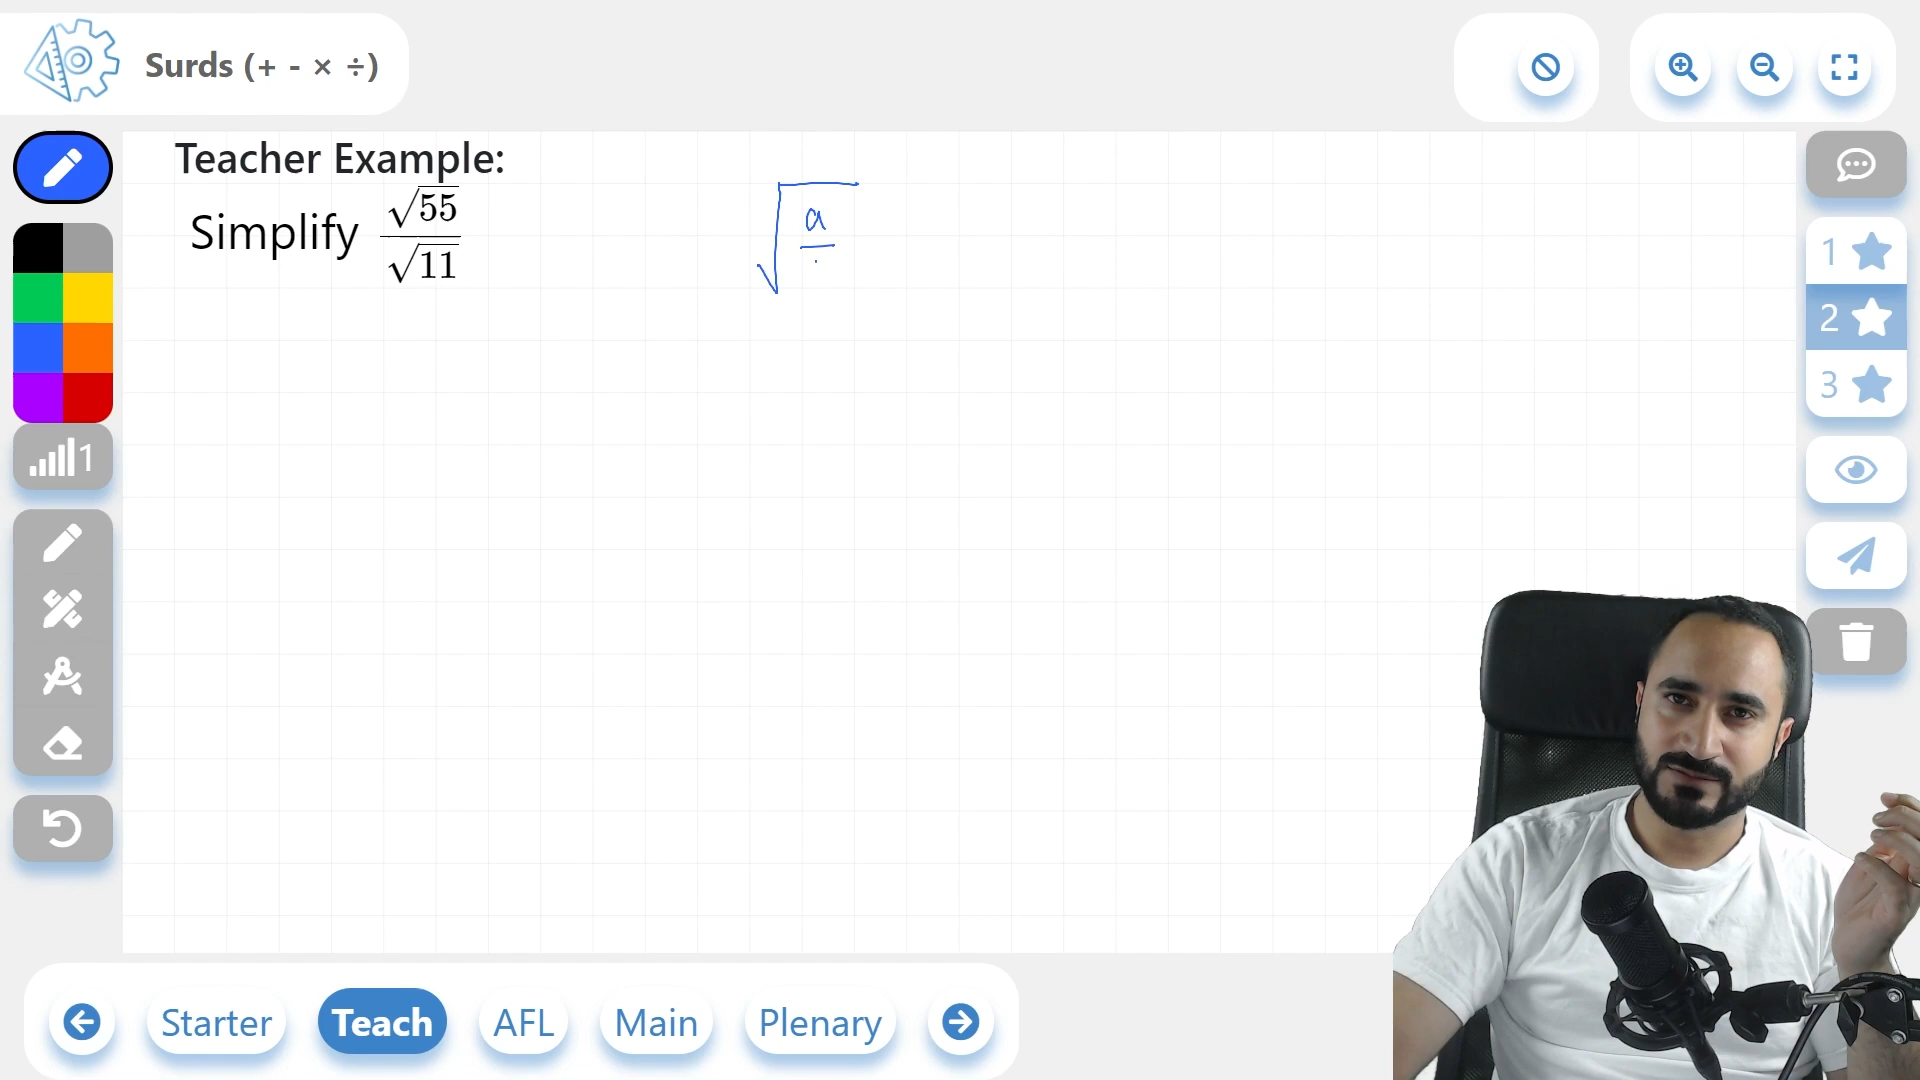 Surds (+ - × ÷)
Teacher Example:
Simplify √55/√11
√a
1
1
2
3
Starter
Teach
AFL
Main
Plenary